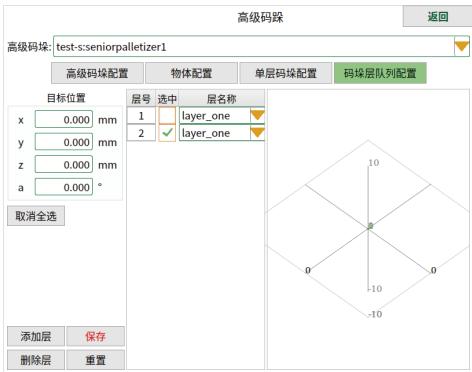 高级码跺
返回
高级码垛: test-s:seniorpalletizer1
高级码垛配置 物体配置 单层码垛配置 码垛层队列配置
目标位置
x 0.000 mm
y 0.000 mm
z 0.000 mm
a 0.000 °
取消全选
层号 选中 层名称
1 layer_one
2 layer_one
10
0 0
-10
-10
添加层 保存
删除层 重置